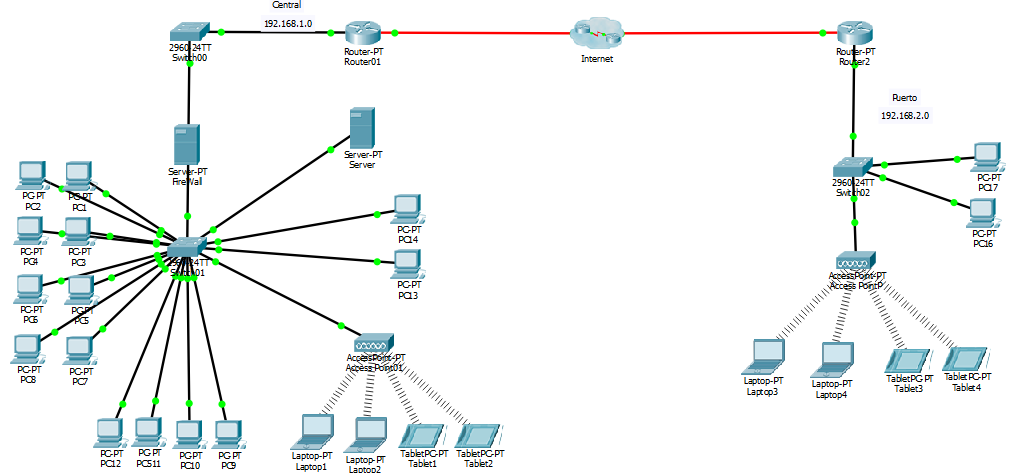 Central
192.168.1.0
2960-24TT
Switch00
Router-PT
Router01
Internet
Router-PT
Router2
Puerto
192.168.2.0
Server-PT
FireWall
Server-PT
Server
PC-PT
PC2
PC-PT
PC1
PC-PT
PC4
PC-PT
PC3
PC-PT
PC6
PC-PT
PC5
PC-PT
PC8
PC-PT
PC7
2960-24TT
Switch01
PC-PT
PC14
PC-PT
PC13
AccessPoint-PT
Access Point01
PC-PT
PC12
PC-PT
PCS11
PC-PT
PC10
PC-PT
PC9
Laptop-PT
Laptop1
Laptop-PT
Laptop2
TabletPC-PT
Tablet1
TabletPC-PT
Tablet2
2960-24TT
Switch02
PC-PT
PC17
PC-PT
PC16
AccessPoint-PT
Access PointP
Laptop-PT
Laptop3
Laptop-PT
Laptop4
TabletPC-PT
Tablet3
TabletPC-PT
Tablet4